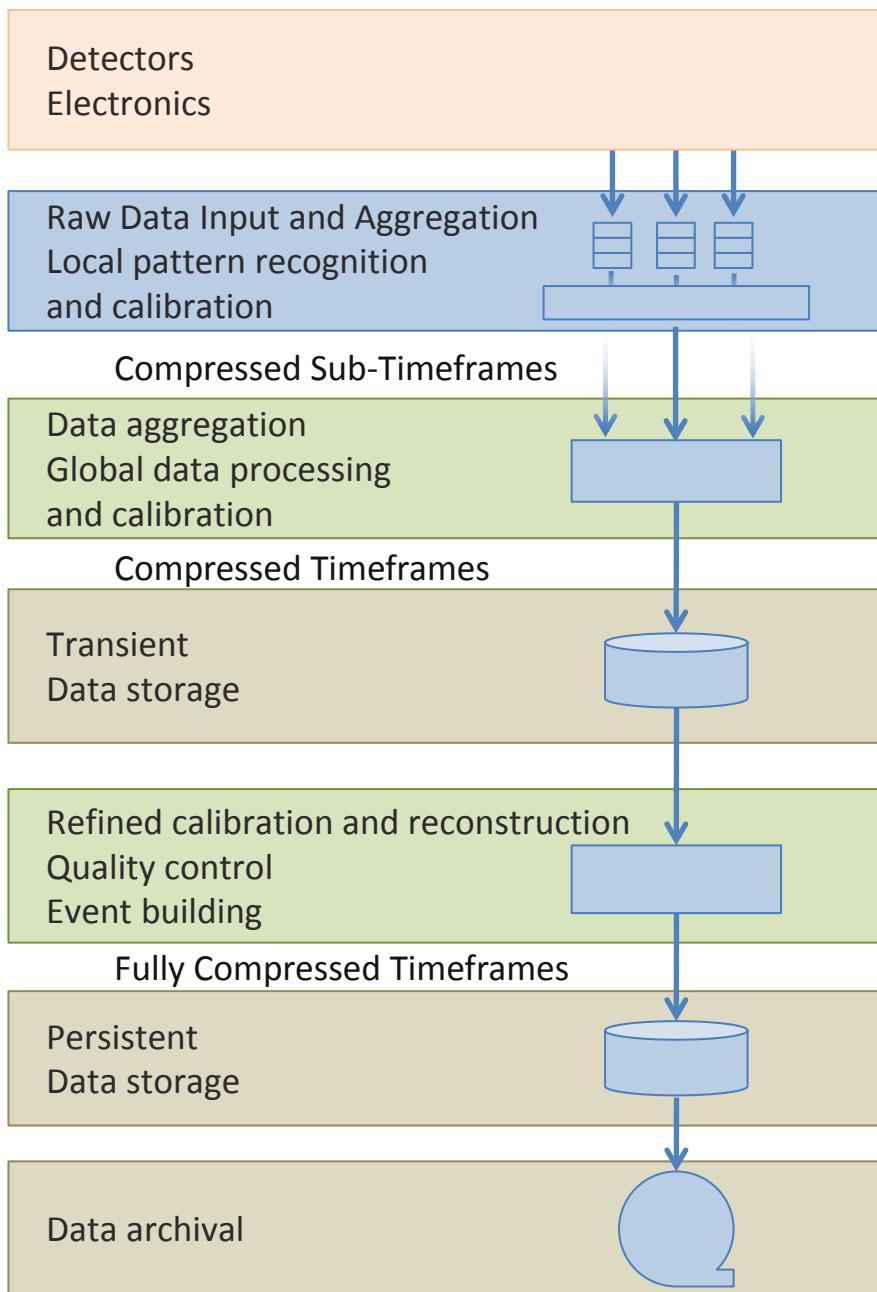 Detectors
Electronics
Raw Data Input and Aggregation
Local pattern recognition
and calibration
Compressed Sub-Timeframes
Data aggregation
Global data processing
and calibration
Compressed Timeframes
Transient
Data storage
Refined calibration and reconstruction
Quality control
Event building
Fully Compressed Timeframes
Persistent
Data storage
Data archival